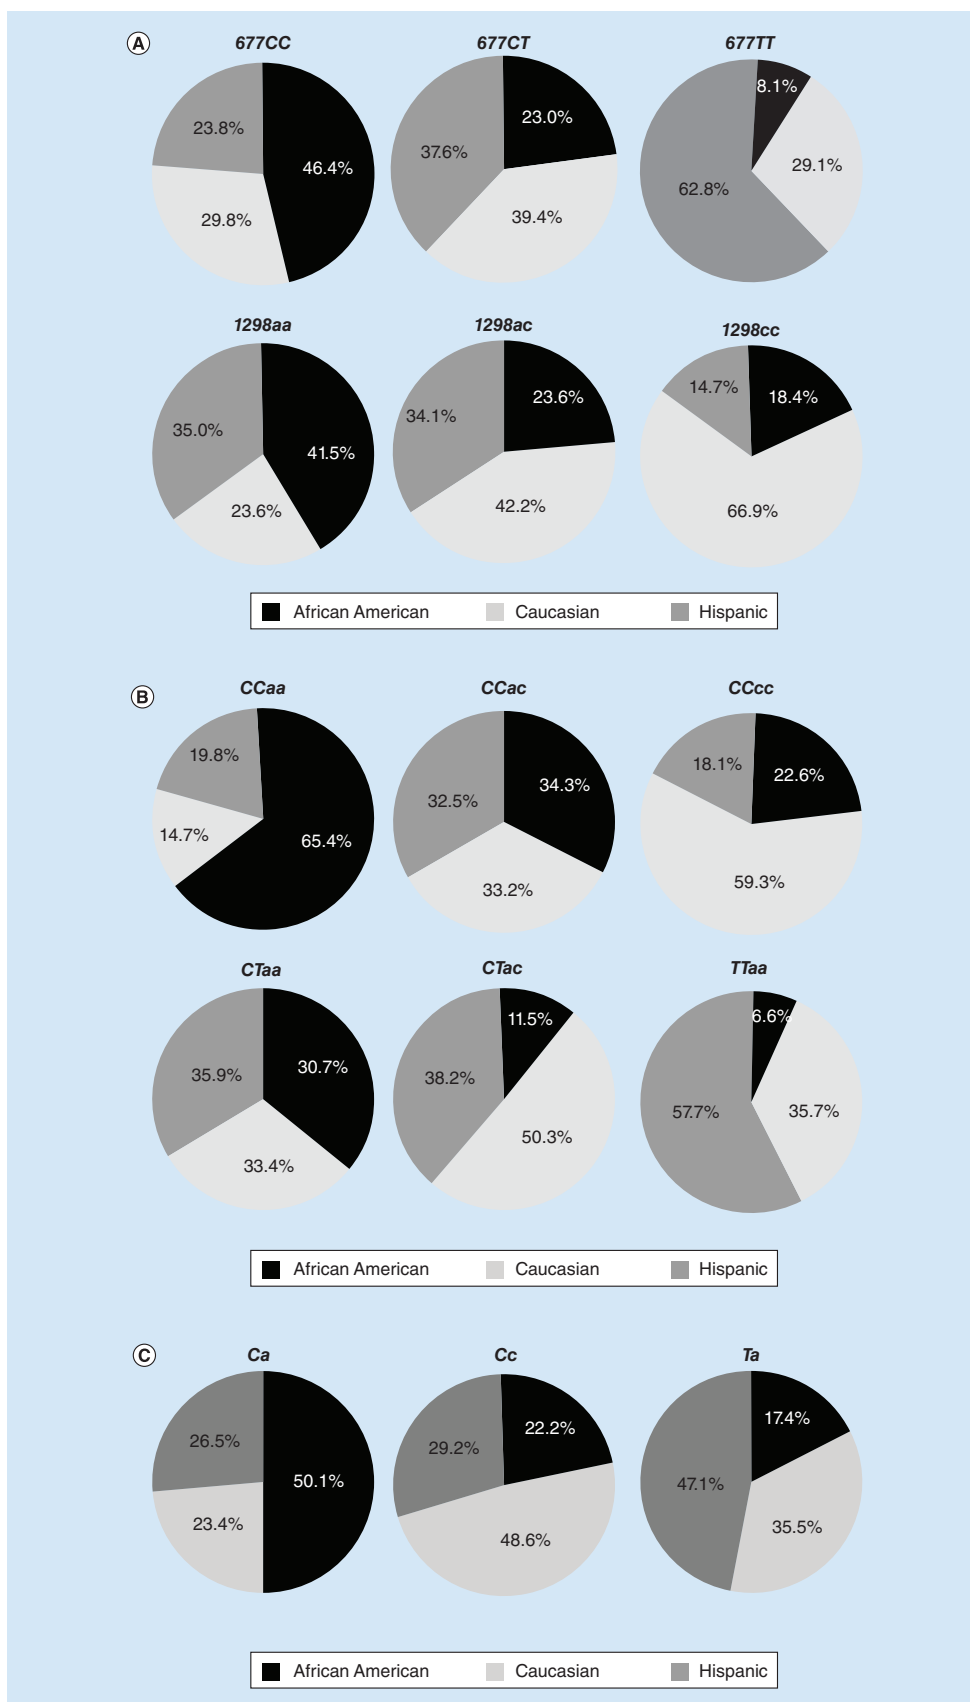 A
677CC 677CT 677TT
23.8% 46.4% 29.8%
37.6% 23.0% 39.4%
8.1% 29.1% 62.8%
1298aa 1298ac 1298cc
35.0% 41.5% 23.6%
34.1% 23.6% 42.2%
14.7% 18.4% 66.9%
African American Caucasian Hispanic
B
CCaa CCac CCcc
19.8% 14.7% 65.4%
32.5% 34.3% 33.2%
18.1% 22.6% 59.3%
CTaa CTac TTaa
35.9% 30.7% 33.4%
11.5% 38.2% 50.3%
6.6% 57.7% 35.7%
African American Caucasian Hispanic
C
Ca Cc Ta
26.5% 50.1% 23.4%
29.2% 22.2% 48.6%
17.4% 47.1% 35.5%
African American Caucasian Hispanic